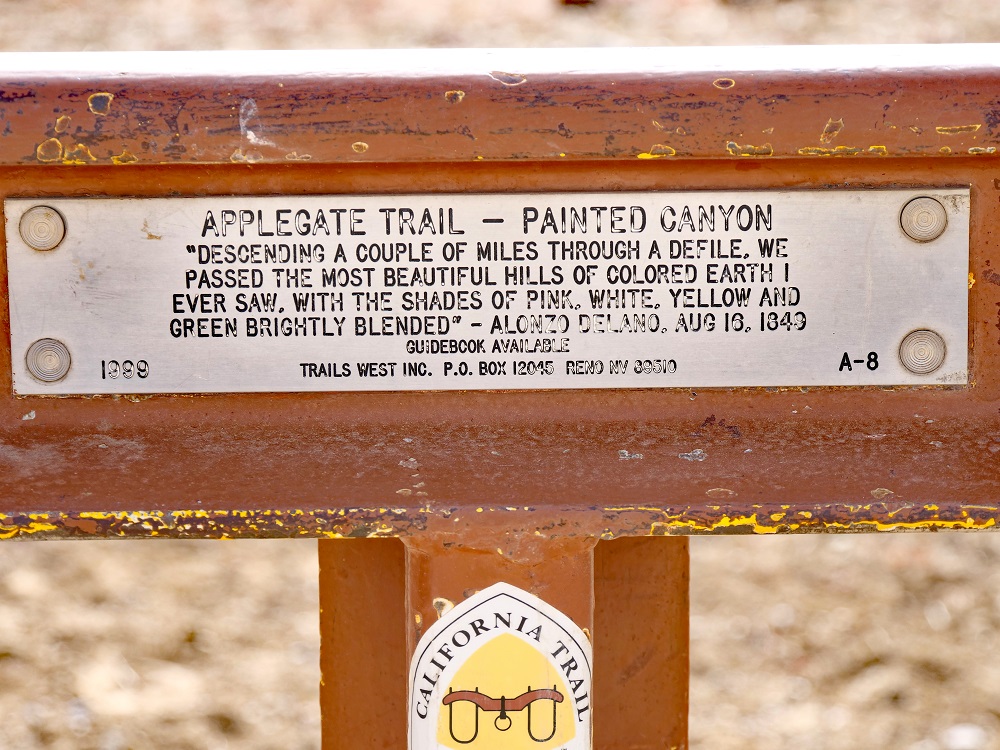 APPLEGATE TRAIL — PAINTED CANYON
"DESCENDING A COUPLE OF MILES THROUGH A DEFILE, WE
PASSED THE MOST BEAUTIFUL HILLS OF COLORED EARTH I
EVER SAW, WITH THE SHADES OF PINK, WHITE, YELLOW AND
GREEN BRIGHTLY BLENDED" - ALONZO DELANO, AUG 16, 1849
GUIDEBOOK AVAILABLE
1999 TRAILS WEST INC. P.O. BOX 12045 RENO NV 89510 A-8
CALIFORNIA TRAIL